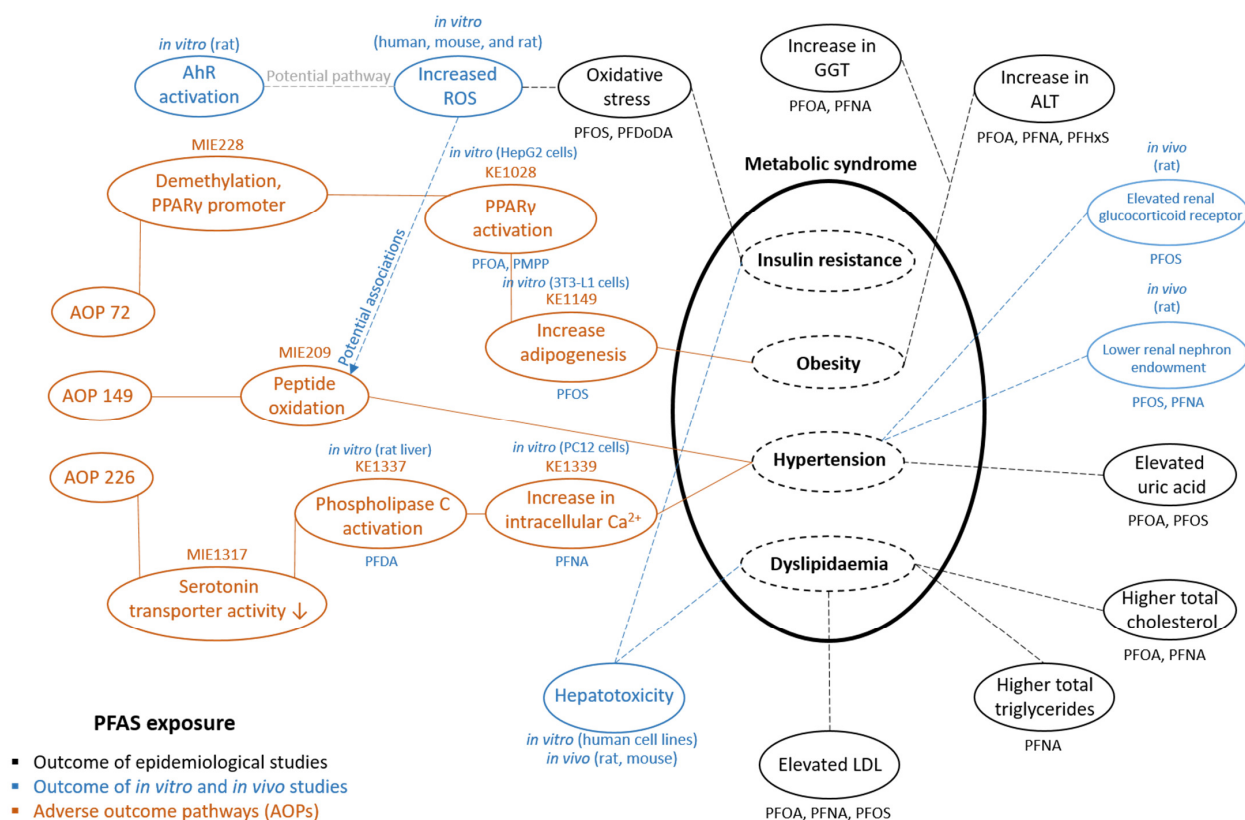 in vitro (rat)
AhR
activation
Potential pathway
in vitro
(human, mouse, and rat)
Increased
ROS
Oxidative
stress
PFOS, PFDoDA
Increase in
GGT
PFOA, PFNA
Increase in
ALT
PFOA, PFNA, PFHxS
MIE228
Demethylation,
PPARγ promoter
in vitro (HepG2 cells)
KE1028
PPARγ
activation
PFOA, PMPP
Metabolic syndrome
Insulin resistance
in vivo
(rat)
Elevated renal
glucocorticoid receptor
PFOS
AOP 72
Potential associations
in vitro (3T3-L1 cells)
KE1149
Increase
adipogenesis
PFOS
Obesity
in vivo
(rat)
Lower renal nephron
endowment
PFOS, PFNA
AOP 149
MIE209
Peptide
oxidation
Hypertension
Elevated
uric acid
PFOA, PFOS
AOP 226
in vitro (rat liver)
KE1337
Phospholipase C
activation
PFDA
in vitro (PC12 cells)
KE1339
Increase in
intracellular Ca²⁺
PFNA
MIE1317
Serotonin
transporter activity ↓
Dyslipidaemia
Higher total
cholesterol
PFOA, PFNA
Hepatotoxicity
in vitro (human cell lines)
in vivo (rat, mouse)
Elevated LDL
PFOA, PFNA, PFOS
Higher total
triglycerides
PFNA
PFAS exposure
▪ Outcome of epidemiological studies
▪ Outcome of in vitro and in vivo studies
▪ Adverse outcome pathways (AOPs)